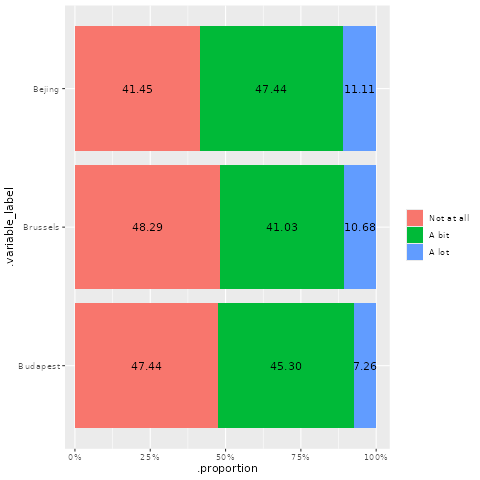 .variable_label
Bejing
41.45
47.44
11.11
Brussels
48.29
41.03
10.68
Budapest
47.44
45.30
7.26
0%
25%
50%
75%
100%
.proportion
Not at all
A bit
A lot